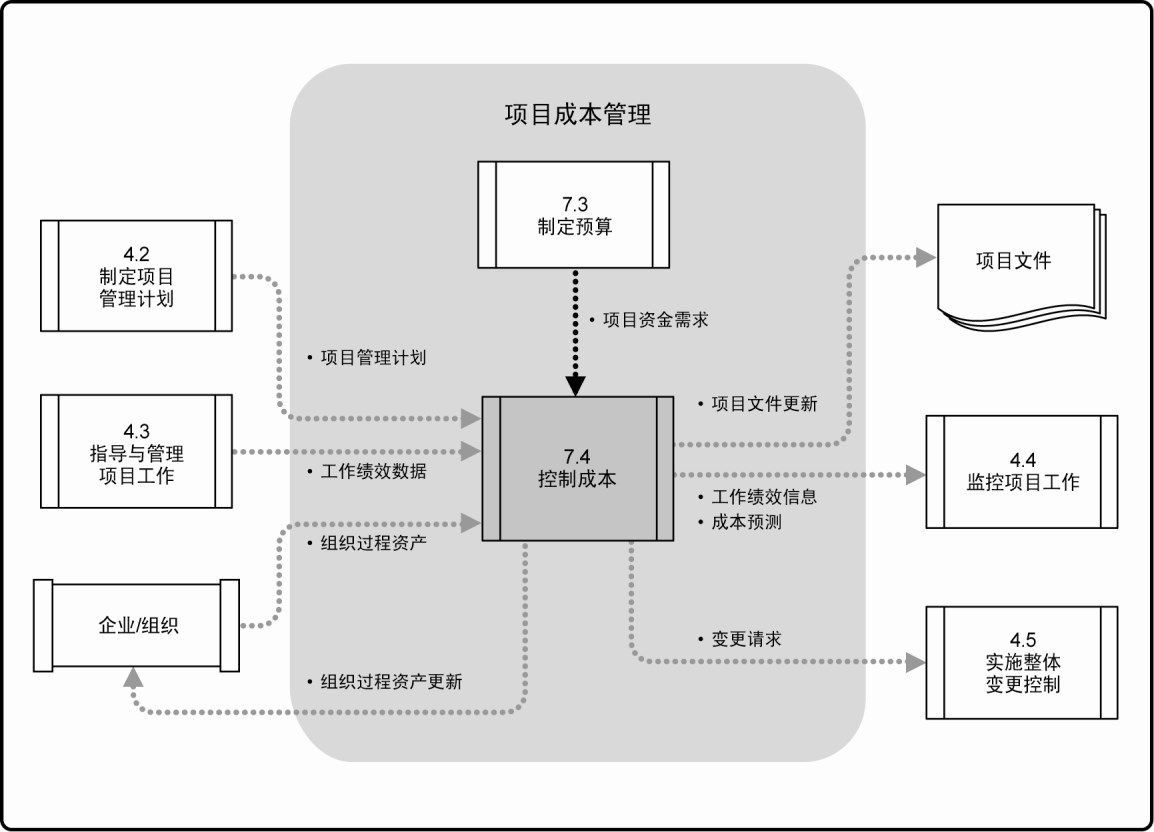 项目成本管理
7.3
制定预算
4.2
制定项目
管理计划
项目文件
• 项目资金需求
• 项目管理计划
• 项目文件更新
4.3
指导与管理
项目工作
• 工作绩效数据
7.4
控制成本
4.4
监控项目工作
• 工作绩效信息
• 成本预测
• 组织过程资产
企业/组织
• 变更请求
4.5
实施整体
变更控制
• 组织过程资产更新